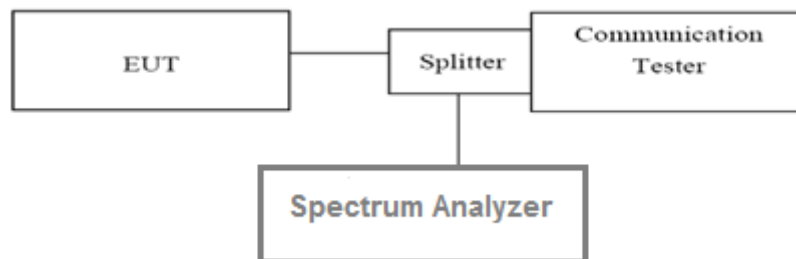 EUT
Splitter
Communication
Tester
Spectrum Analyzer